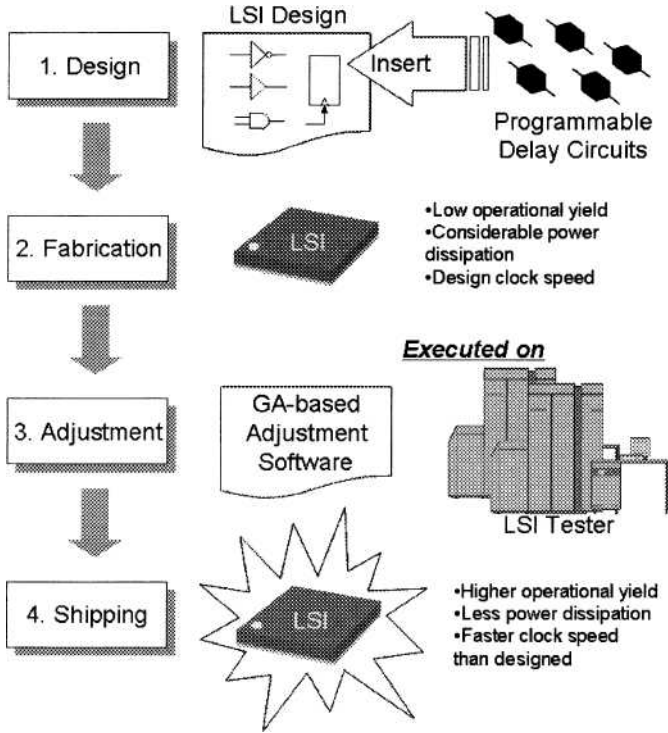 LSI Design
1. Design
Insert
Programmable
Delay Circuits
2. Fabrication
LSI
•Low operational yield
•Considerable power
dissipation
•Design clock speed
Executed on
3. Adjustment
GA-based
Adjustment
Software
LSI Tester
4. Shipping
LSI
•Higher operational yield
•Less power dissipation
•Faster clock speed
than designed